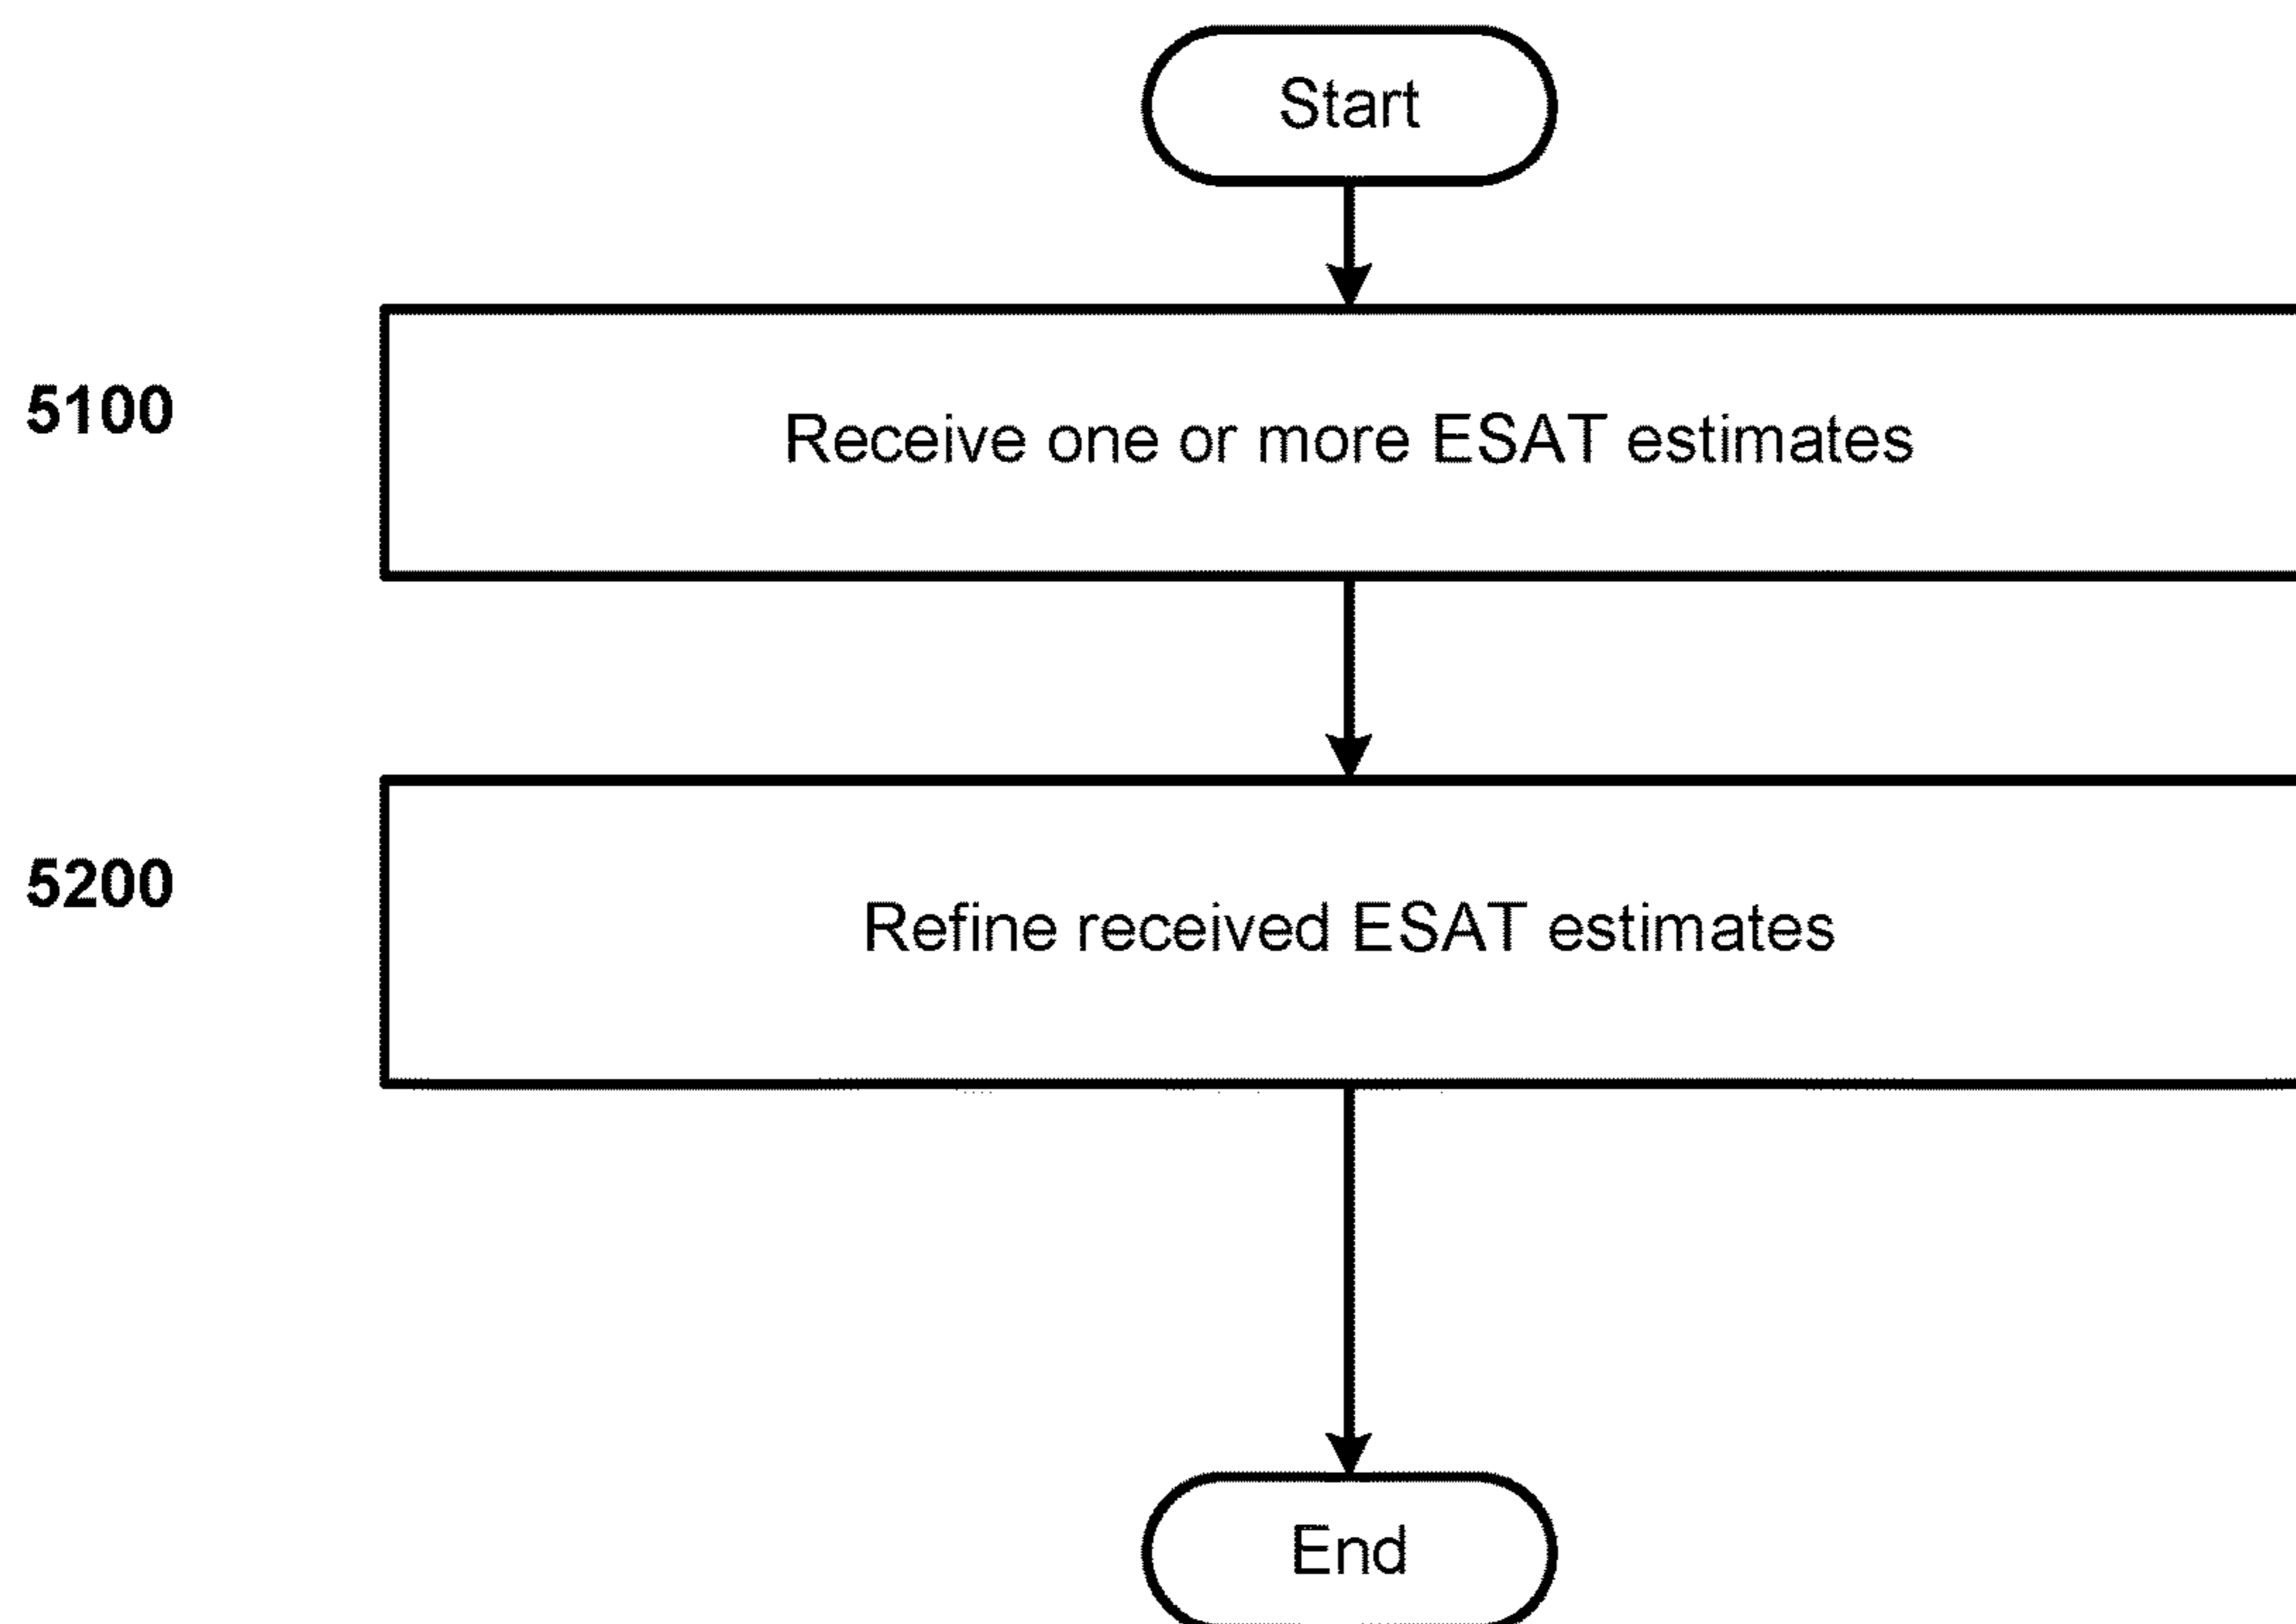 Start
5100
Receive one or more ESAT estimates
5200
Refine received ESAT estimates
End